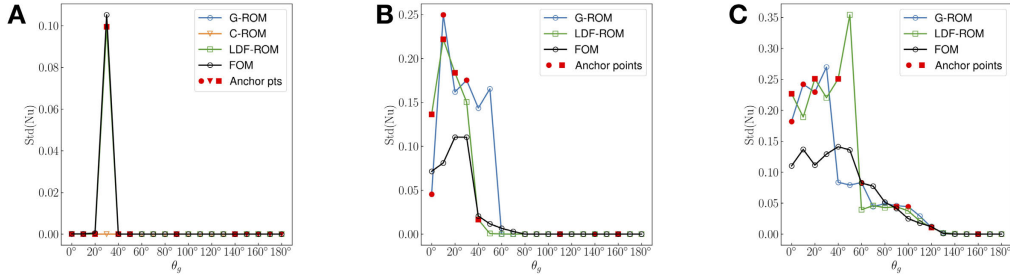 A
Std(Nu)
0.10
0.08
0.06
0.04
0.02
0.00
G-ROM
C-ROM
LDF-ROM
FOM
Anchor pts
0° 20° 40° 60° 80° 100° 120° 140° 160° 180°
θg
B
Std(Nu)
0.25
0.20
0.15
0.10
0.05
0.00
G-ROM
LDF-ROM
FOM
Anchor points
0° 20° 40° 60° 80° 100° 120° 140° 160° 180°
θg
C
Std(Nu)
0.35
0.30
0.25
0.20
0.15
0.10
0.05
0.00
G-ROM
LDF-ROM
FOM
Anchor points
0° 20° 40° 60° 80° 100° 120° 140° 160° 180°
θg